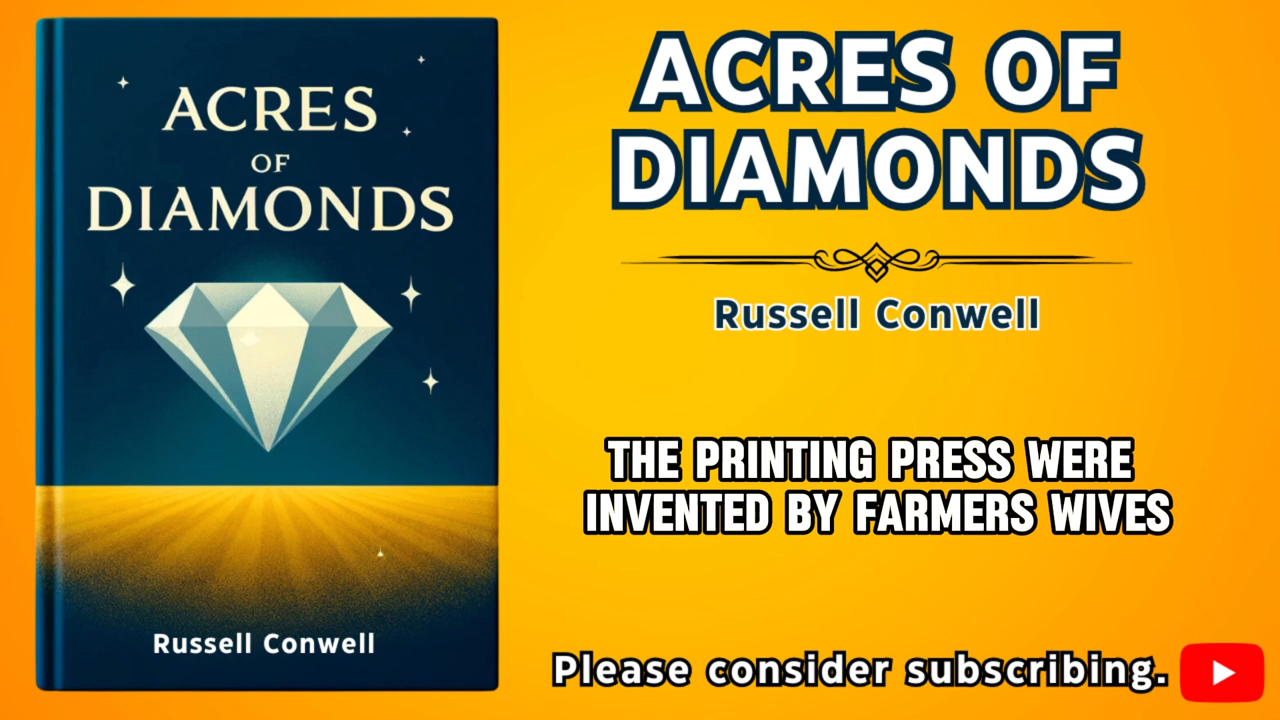 ACRES
OF
DIAMONDS
Russell Conwell
ACRES OF
DIAMONDS
Russell Conwell
THE PRINTING PRESS WERE
INVENTED BY FARMERS WIVES
Please consider subscribing.